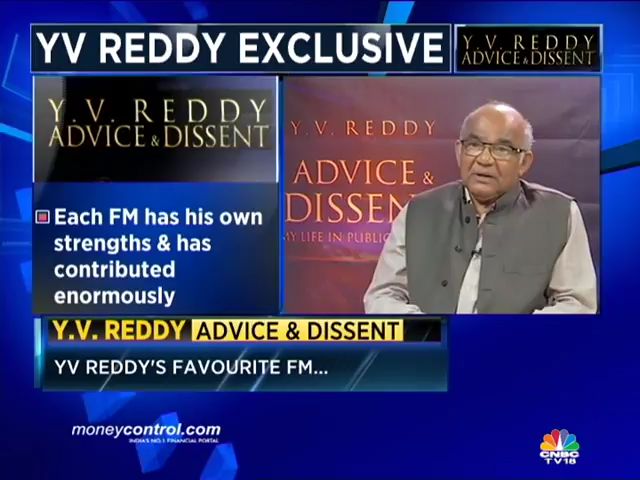 YV REDDY EXCLUSIVE
Y.V. REDDY
ADVICE & DISSENT
Y.V. REDDY
ADVICE & DISSENT
Each FM has his own
strengths & has
contributed
enormously
Y.V. REDDY
ADVICE &
DISSEN
MY LIFE IN PUBLIC
Y.V. REDDY ADVICE & DISSENT
YV REDDY'S FAVOURITE FM...
moneycontrol.com
INDIA'S NO.1 FINANCIAL PORTAL
CNBC
TV18